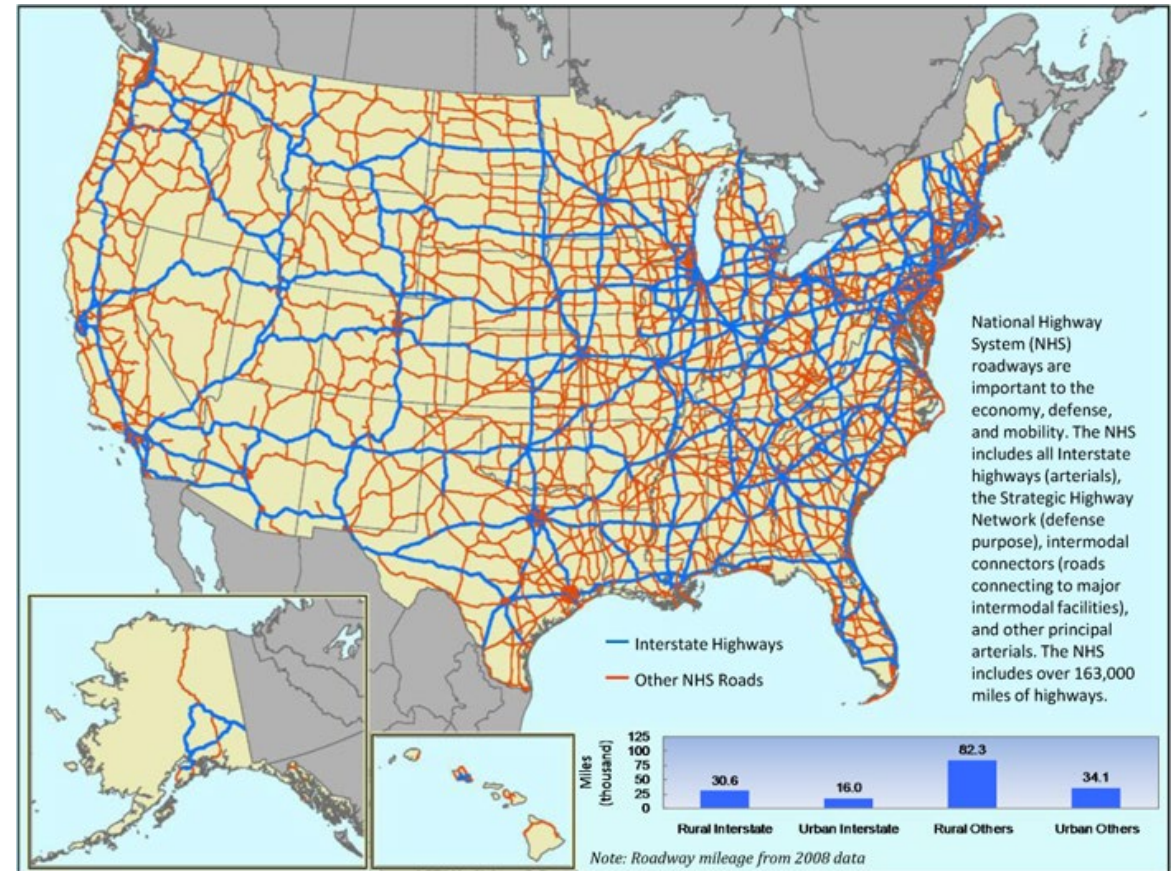 National Highway
System (NHS)
roadways are
important to the
economy, defense,
and mobility. The NHS
includes all Interstate
highways (arterials),
the Strategic Highway
Network (defense
purpose), intermodal
connectors (roads
connecting to major
intermodal facilities),
and other principal
arterials. The NHS
includes over 163,000
miles of highways.
Interstate Highways
Other NHS Roads
Miles
(thousand)
125
100
75
50
25
0
30.6
16.0
82.3
34.1
Rural Interstate
Urban Interstate
Rural Others
Urban Others
Note: Roadway mileage from 2008 data